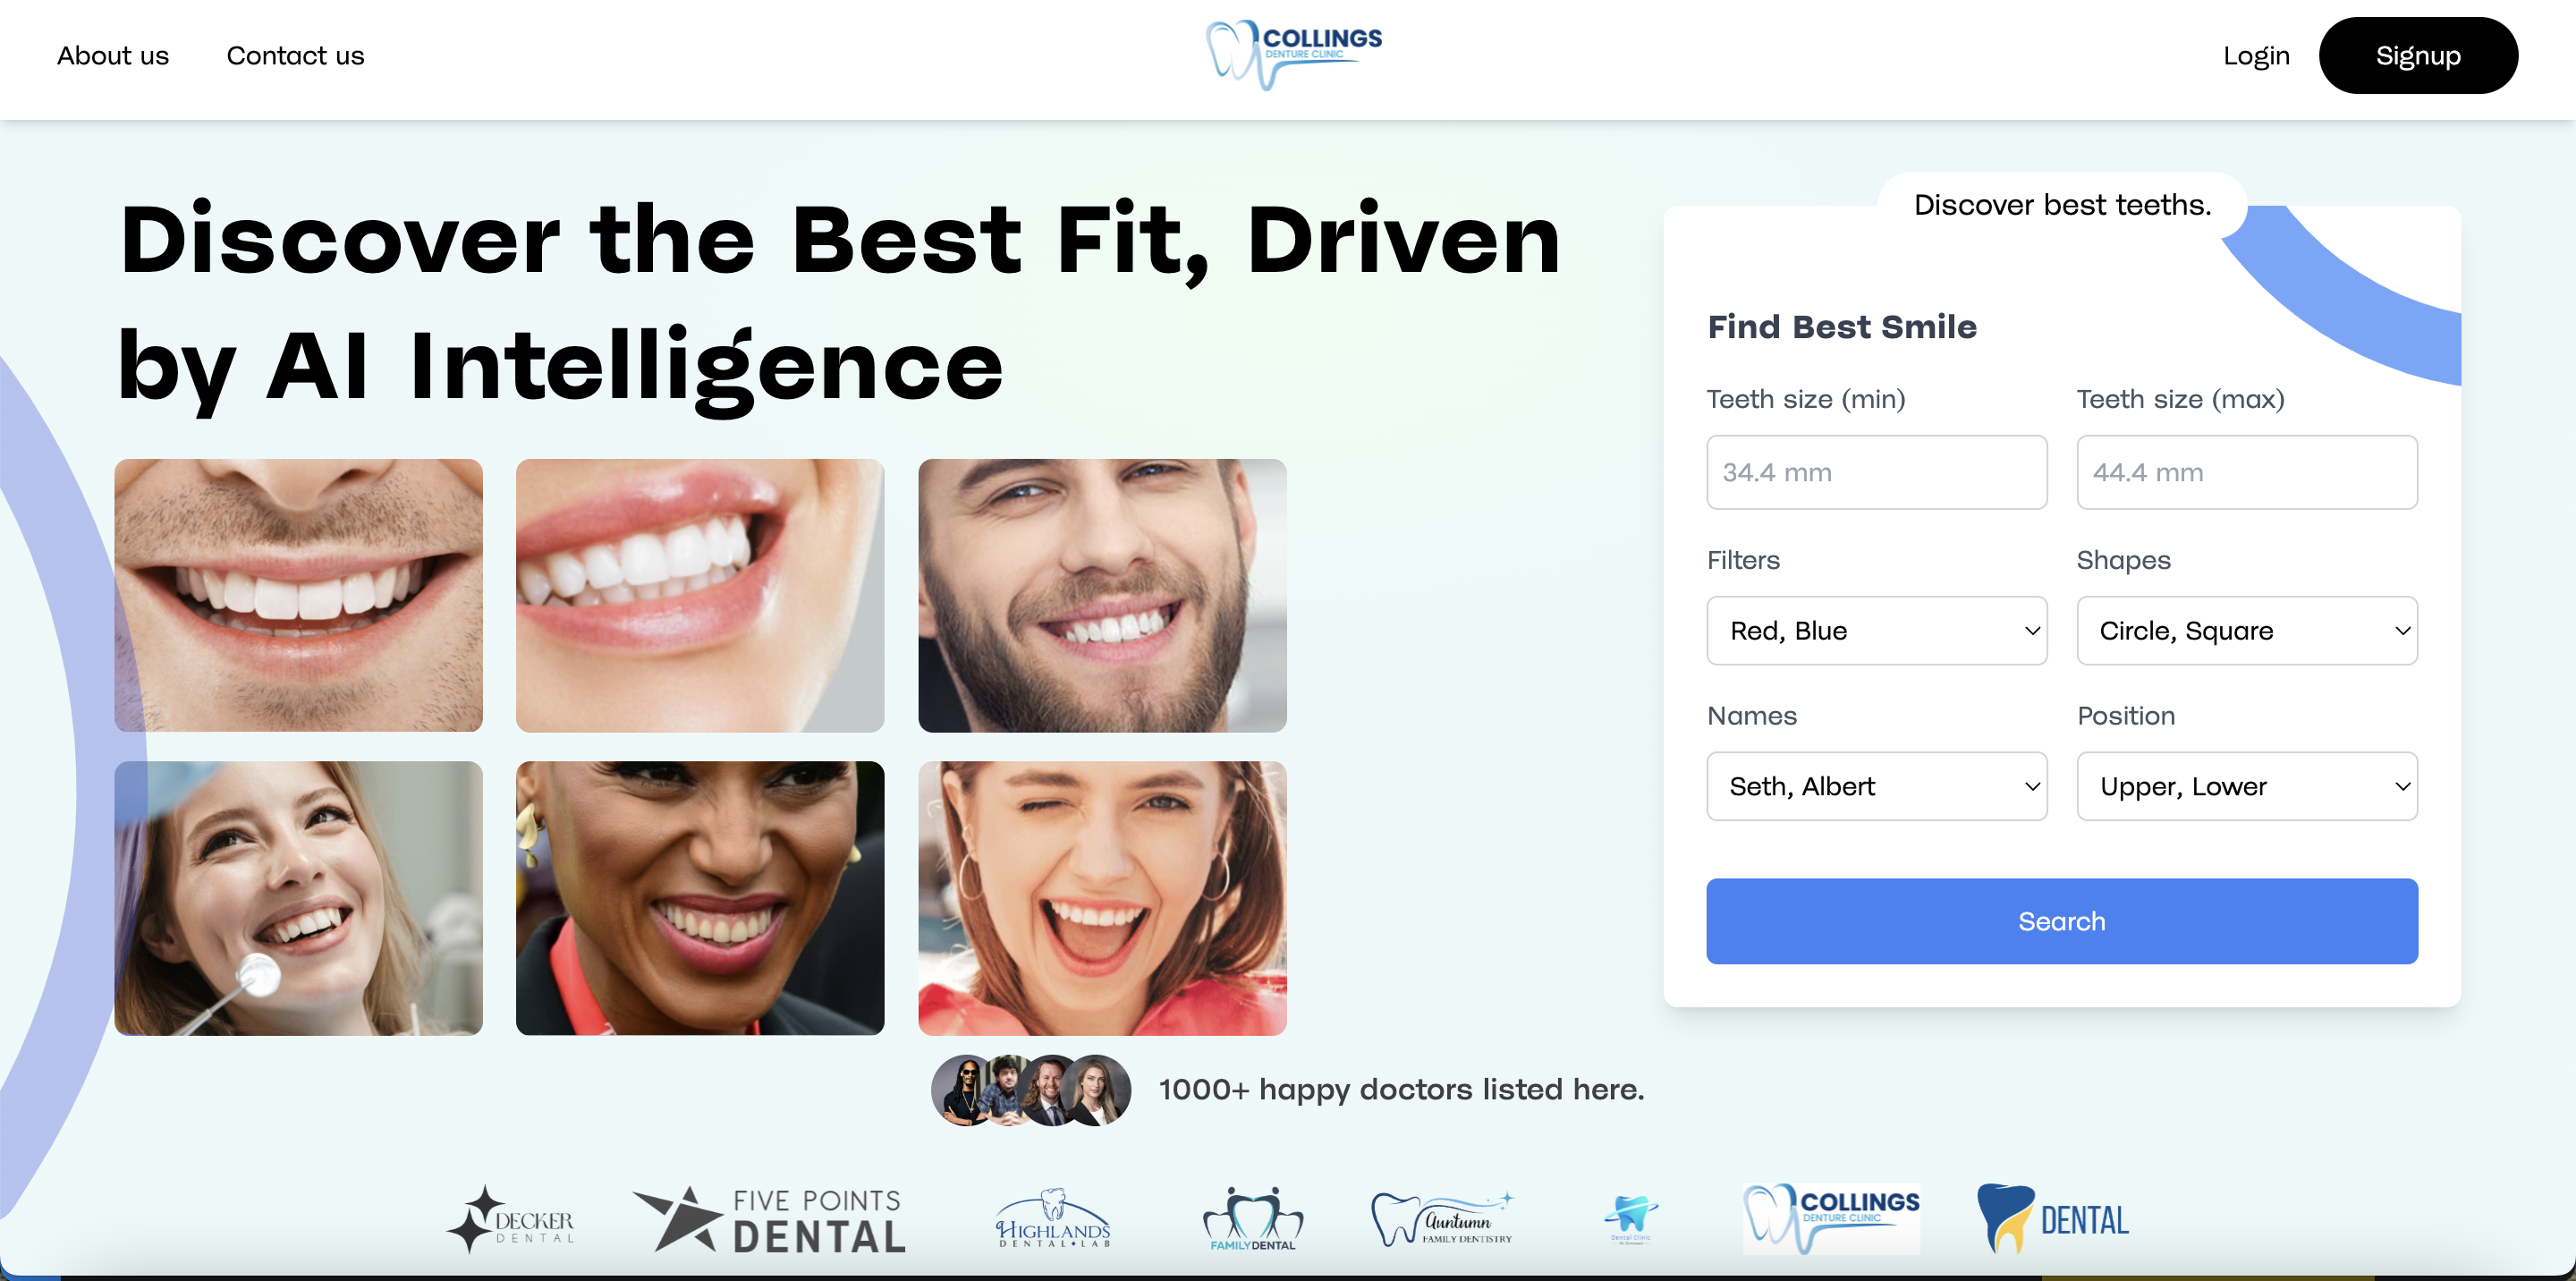 About us
Contact us
COLLINGS
DENTURE CLINIC
Login
Signup
Discover the Best Fit, Driven
by AI Intelligence
Discover best teeths.
Find Best Smile
Teeth size (min)
Teeth size (max)
34.4 mm
44.4 mm
Filters
Shapes
Red, Blue
Circle, Square
Names
Position
Seth, Albert
Upper, Lower
Search
1000+ happy doctors listed here.
DECKER
DENTAL
FIVE POINTS
DENTAL
HIGHLANDS
DENTAL LAB
FAMILYDENTAL
Auntumn
FAMILY DENTISTRY
Dental Clinic
COLLINGS
DENTURE CLINIC
DENTAL